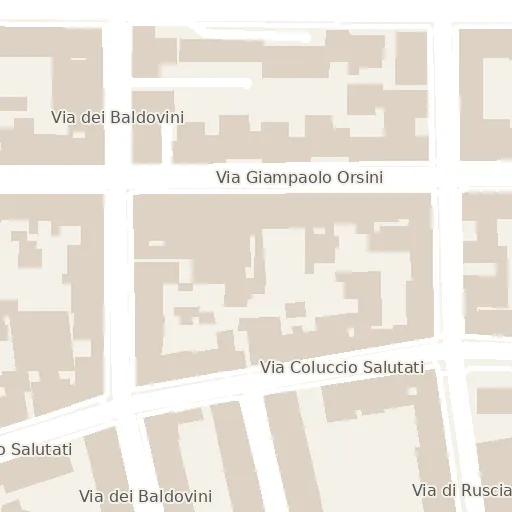 Via dei Baldovini
Via Giampaolo Orsini
Via Coluccio Salutati
o Salutati
Via dei Baldovini
Via di Ruscia